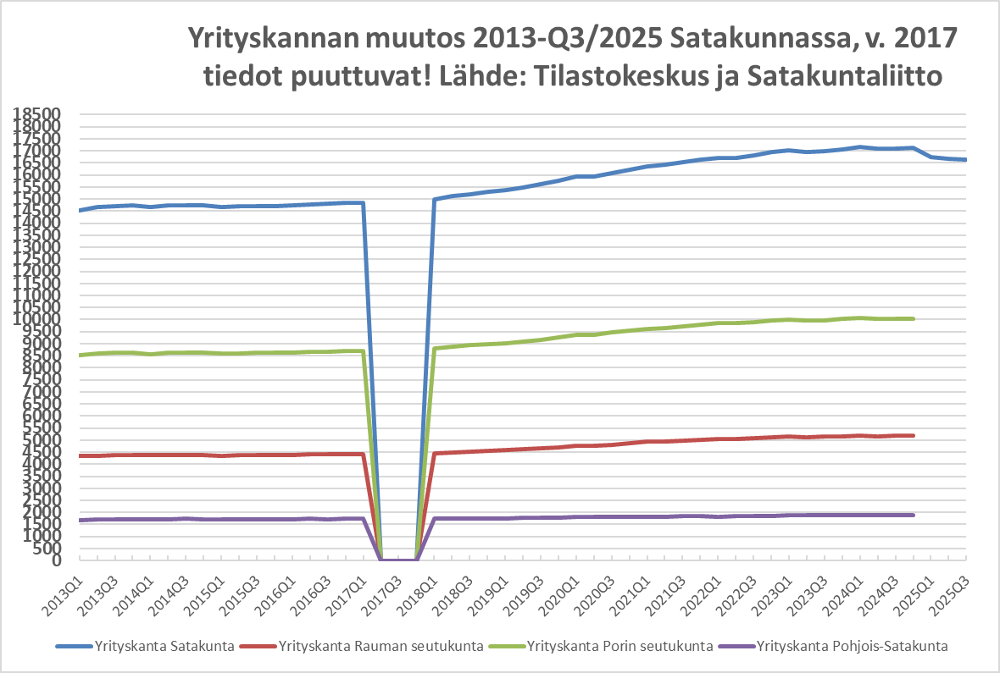 Yrityskannan muutos 2013-Q3/2025 Satakunnassa, v. 2017
tiedot puuttuvat! Lähde: Tilastokeskus ja Satakuntaliitto
18500
18000
17500
17000
16500
16000
15500
15000
14500
14000
13500
13000
12500
12000
11500
11000
10500
10000
9500
9000
8500
8000
7500
7000
6500
6000
5500
5000
4500
4000
3500
3000
2500
2000
1500
1000
500
0
2013Q1
2013Q3
2014Q1
2014Q3
2015Q1
2015Q3
2016Q1
2016Q3
2017Q1
2017Q3
2018Q1
2018Q3
2019Q1
2019Q3
2020Q1
2020Q3
2021Q1
2021Q3
2022Q1
2022Q3
2023Q1
2023Q3
2024Q1
2024Q3
2025Q1
2025Q3
Yrityskanta Satakunta
Yrityskanta Rauman seutukunta
Yrityskanta Porin seutukunta
Yrityskanta Pohjois-Satakunta